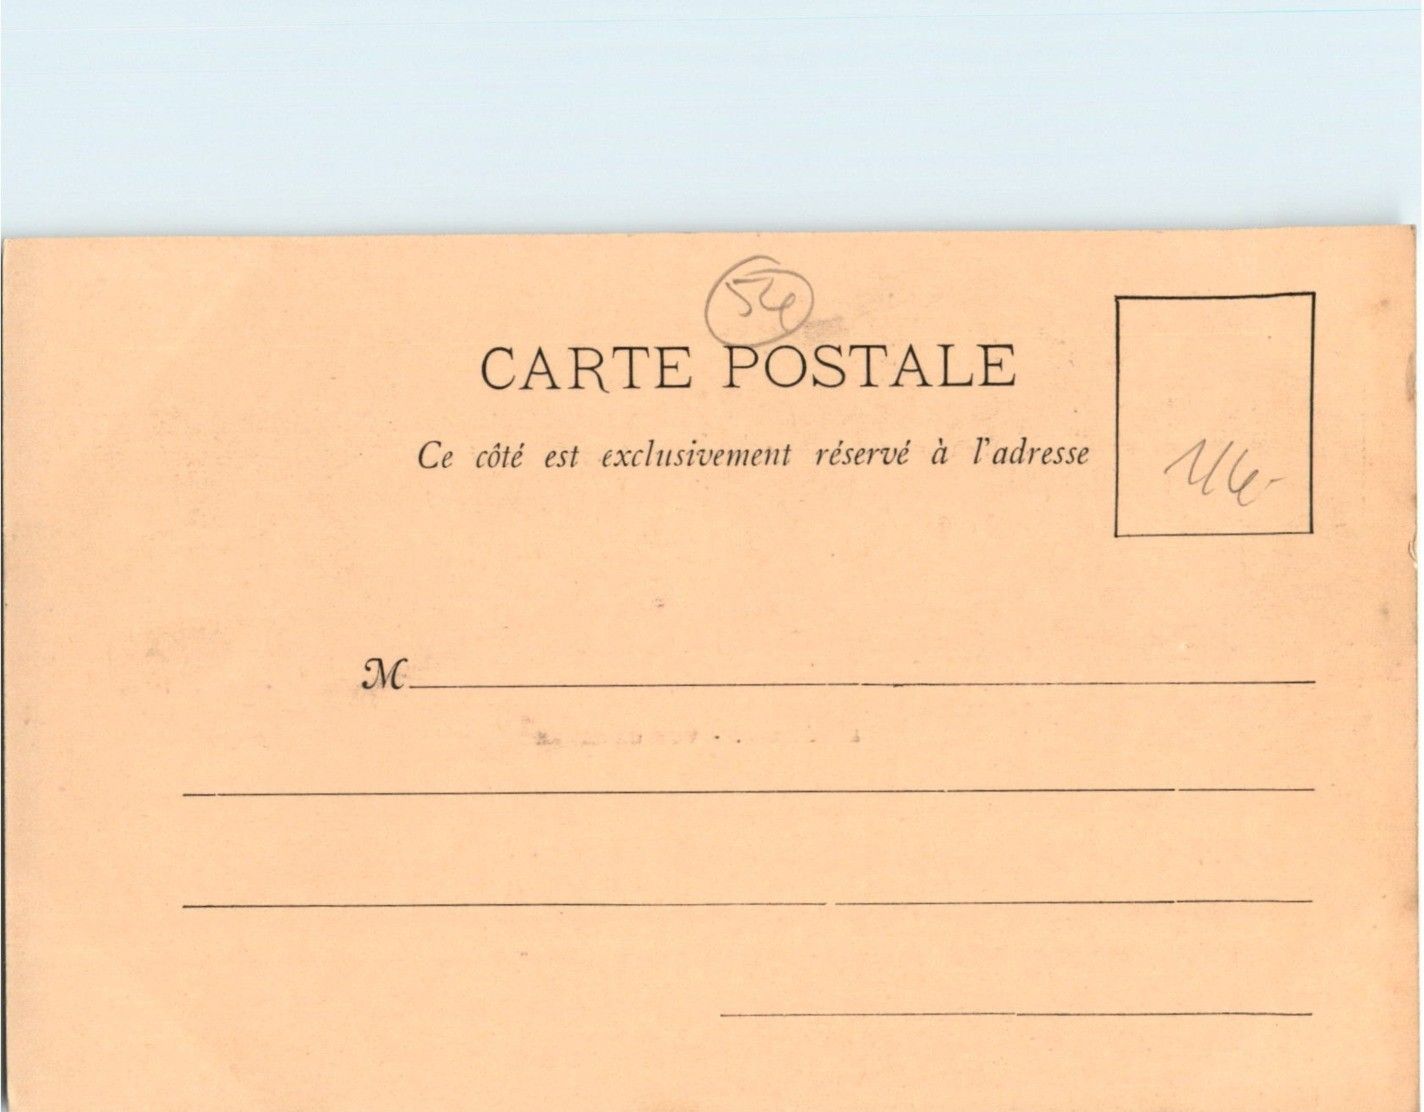 54
CARTE POSTALE
Ce côté est exclusivement réservé à l'adresse
M